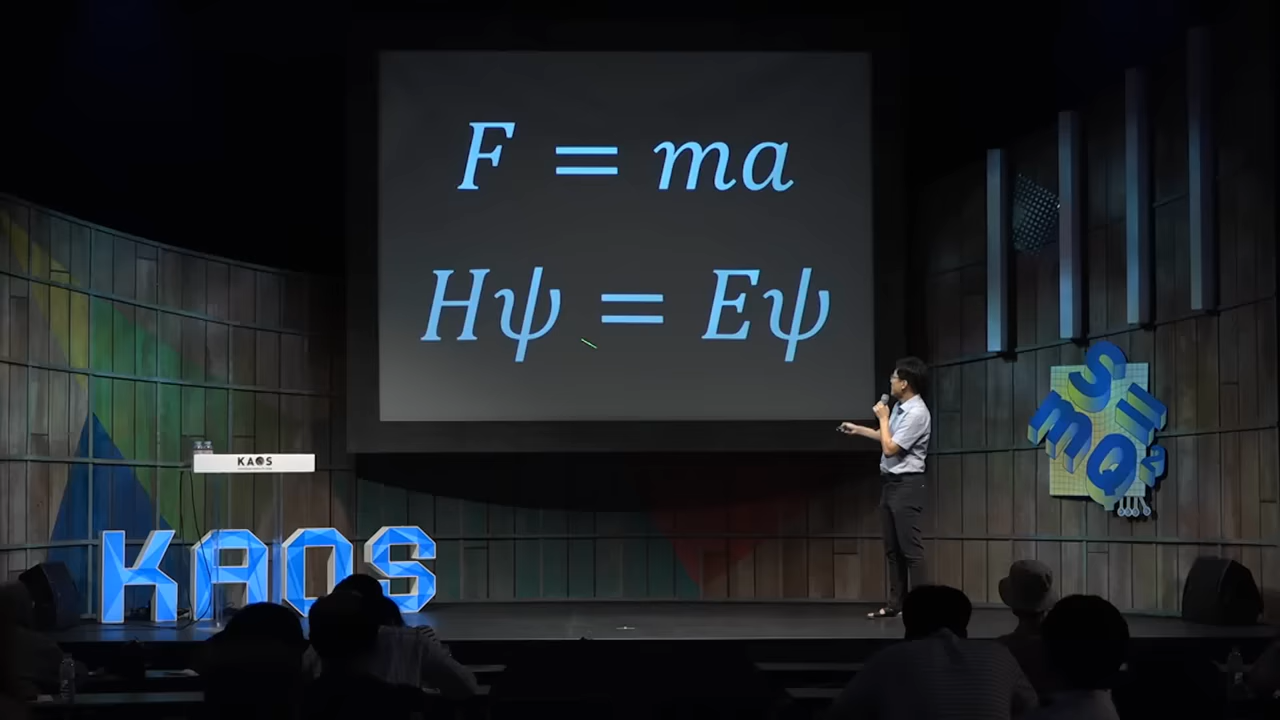 F = ma
Hψ = Eψ
KAOS
KAOS